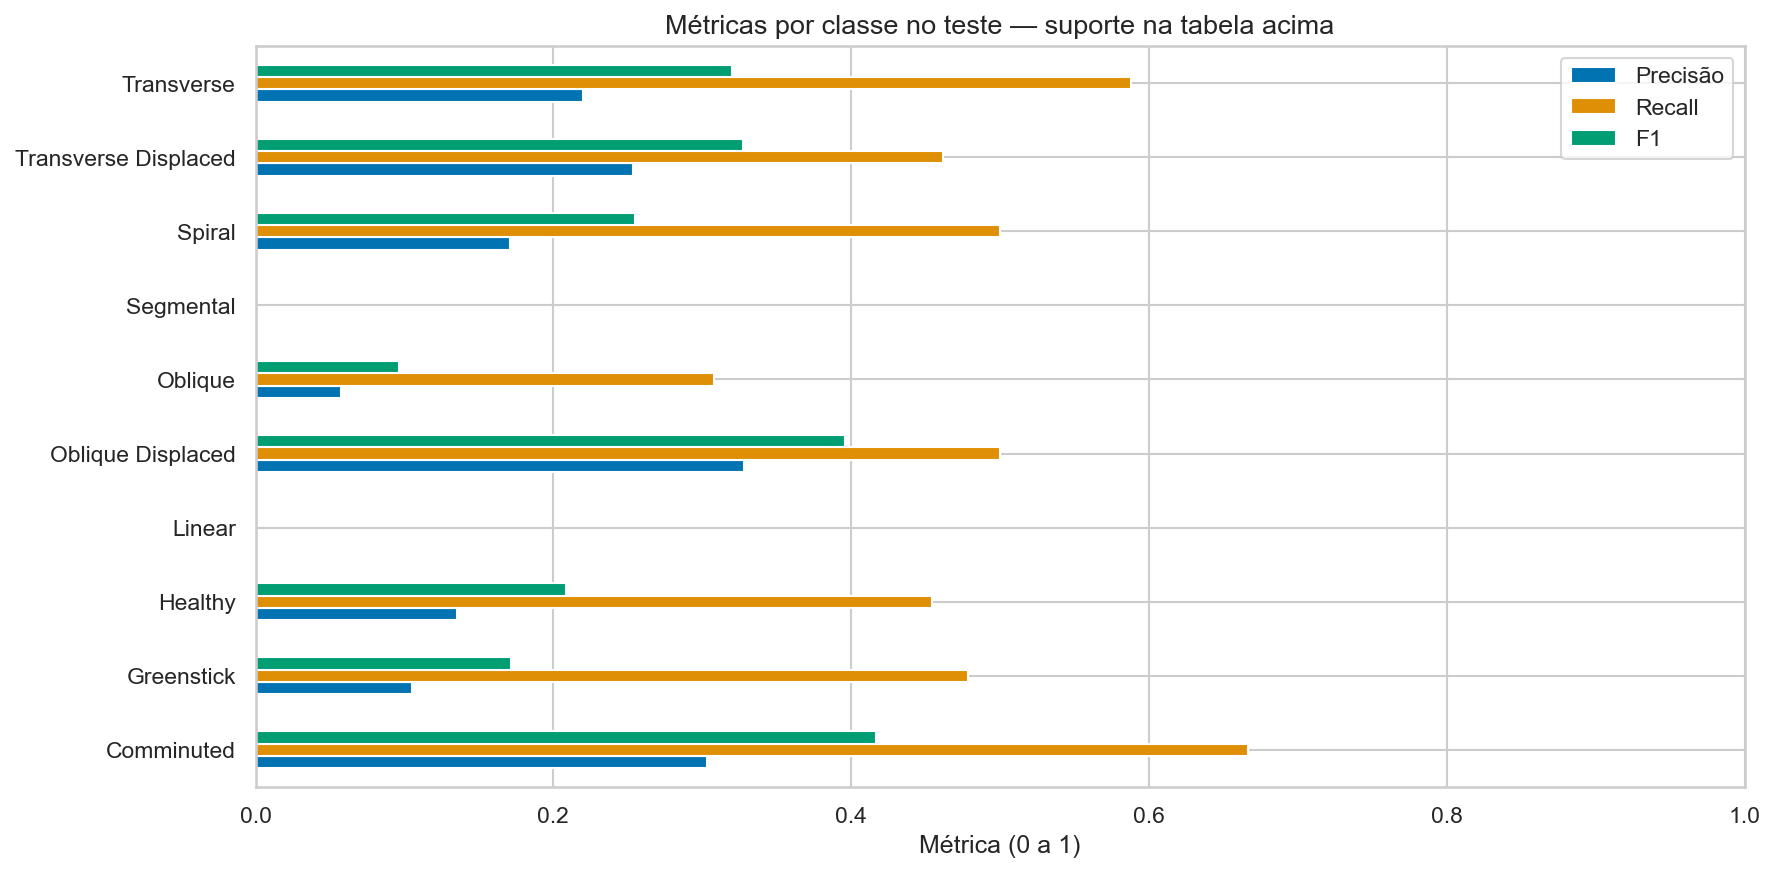 Métricas por classe no teste — suporte na tabela acima
Precisão
Recall
F1
Transverse
Transverse Displaced
Spiral
Segmental
Oblique
Oblique Displaced
Linear
Healthy
Greenstick
Comminuted
0.0 0.2 0.4 0.6 0.8 1.0
Métrica (0 a 1)